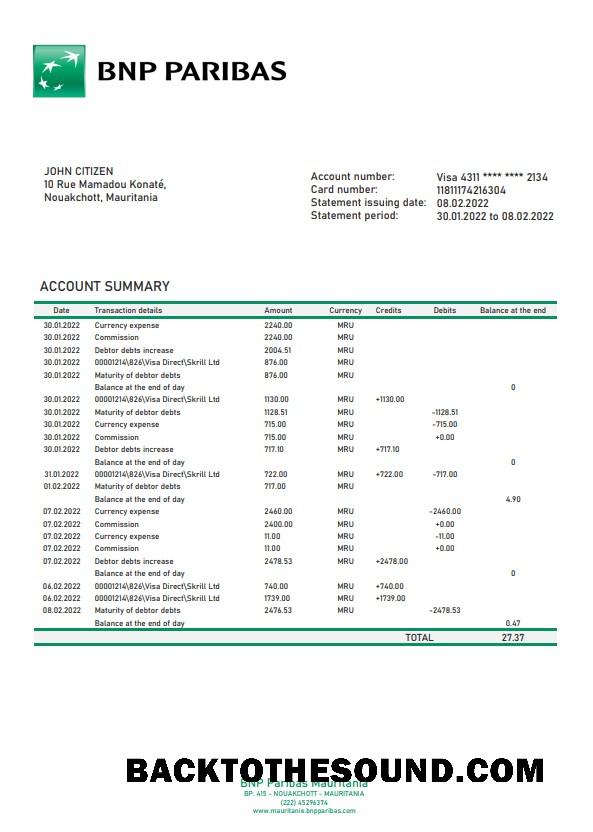 BNP PARIBAS
JOHN CITIZEN
10 Rue Mamadou Konaté,
Nouakchott, Mauritania
Account number: Visa 4311 **** **** 2134
Card number: 11811174216304
Statement issuing date: 08.02.2022
Statement period: 30.01.2022 to 08.02.2022
ACCOUNT SUMMARY
Date Transaction details Amount Currency Credits Debits Balance at the end
30.01.2022 Currency expense 2240.00 MRU
30.01.2022 Commission 2240.00 MRU
30.01.2022 Debtor debts increase 2004.51 MRU
30.01.2022 00001214\826\Visa Direct\Skrill Ltd 876.00 MRU
30.01.2022 Maturity of debtor debts 876.00 MRU
Balance at the end of day 0
30.01.2022 00001214\826\Visa Direct\Skrill Ltd 1130.00 MRU +1130.00
30.01.2022 Maturity of debtor debts 1128.51 MRU -1128.51
30.01.2022 Currency expense 715.00 MRU -715.00
30.01.2022 Commission 715.00 MRU +0.00
30.01.2022 Debtor debts increase 717.10 MRU +717.10
Balance at the end of day 0
31.01.2022 00001214\826\Visa Direct\Skrill Ltd 722.00 MRU +722.00 -717.00
01.02.2022 Maturity of debtor debts 717.00 MRU
Balance at the end of day 4.90
07.02.2022 Currency expense 2460.00 MRU -2460.00
07.02.2022 Commission 2400.00 MRU +0.00
07.02.2022 Currency expense 11.00 MRU -11.00
07.02.2022 Commission 11.00 MRU +0.00
07.02.2022 Debtor debts increase 2478.53 MRU +2478.00
Balance at the end of day 0
06.02.2022 00001214\826\Visa Direct\Skrill Ltd 740.00 MRU +740.00
06.02.2022 00001214\826\Visa Direct\Skrill Ltd 1739.00 MRU +1739.00
08.02.2022 Maturity of debtor debts 2476.53 MRU -2478.53
Balance at the end of day 0.47
TOTAL 27.37
BACKTOTHESOUND.COM
BNP Paribas Mauritania
BP. 415 - NOUAKCHOTT - MAURITANIA
(222) 45296374
www.mauritanie.bnpparibas.com